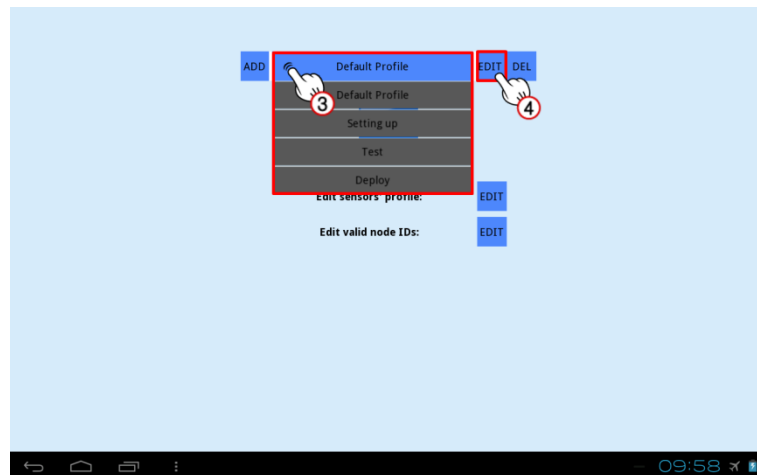 ADD Default Profile EDIT DEL
3 Default Profile 4
Setting up
Test
Deploy
Edit sensors' profile: EDIT
Edit valid node IDs: EDIT
09:58